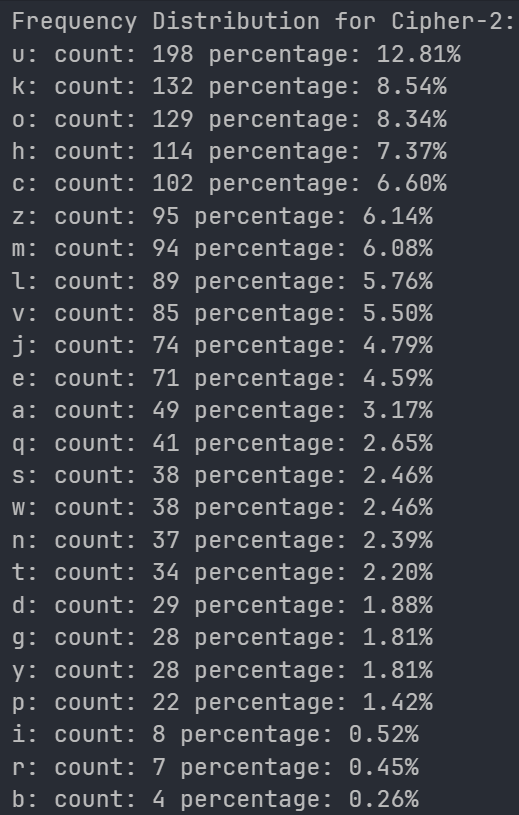 Frequency Distribution for Cipher-2:
u: count: 198 percentage: 12.81%
k: count: 132 percentage: 8.54%
o: count: 129 percentage: 8.34%
h: count: 114 percentage: 7.37%
c: count: 102 percentage: 6.60%
z: count: 95 percentage: 6.14%
m: count: 94 percentage: 6.08%
l: count: 89 percentage: 5.76%
v: count: 85 percentage: 5.50%
j: count: 74 percentage: 4.79%
e: count: 71 percentage: 4.59%
a: count: 49 percentage: 3.17%
q: count: 41 percentage: 2.65%
s: count: 38 percentage: 2.46%
w: count: 38 percentage: 2.46%
n: count: 37 percentage: 2.39%
t: count: 34 percentage: 2.20%
d: count: 29 percentage: 1.88%
g: count: 28 percentage: 1.81%
y: count: 28 percentage: 1.81%
p: count: 22 percentage: 1.42%
i: count: 8 percentage: 0.52%
r: count: 7 percentage: 0.45%
b: count: 4 percentage: 0.26%